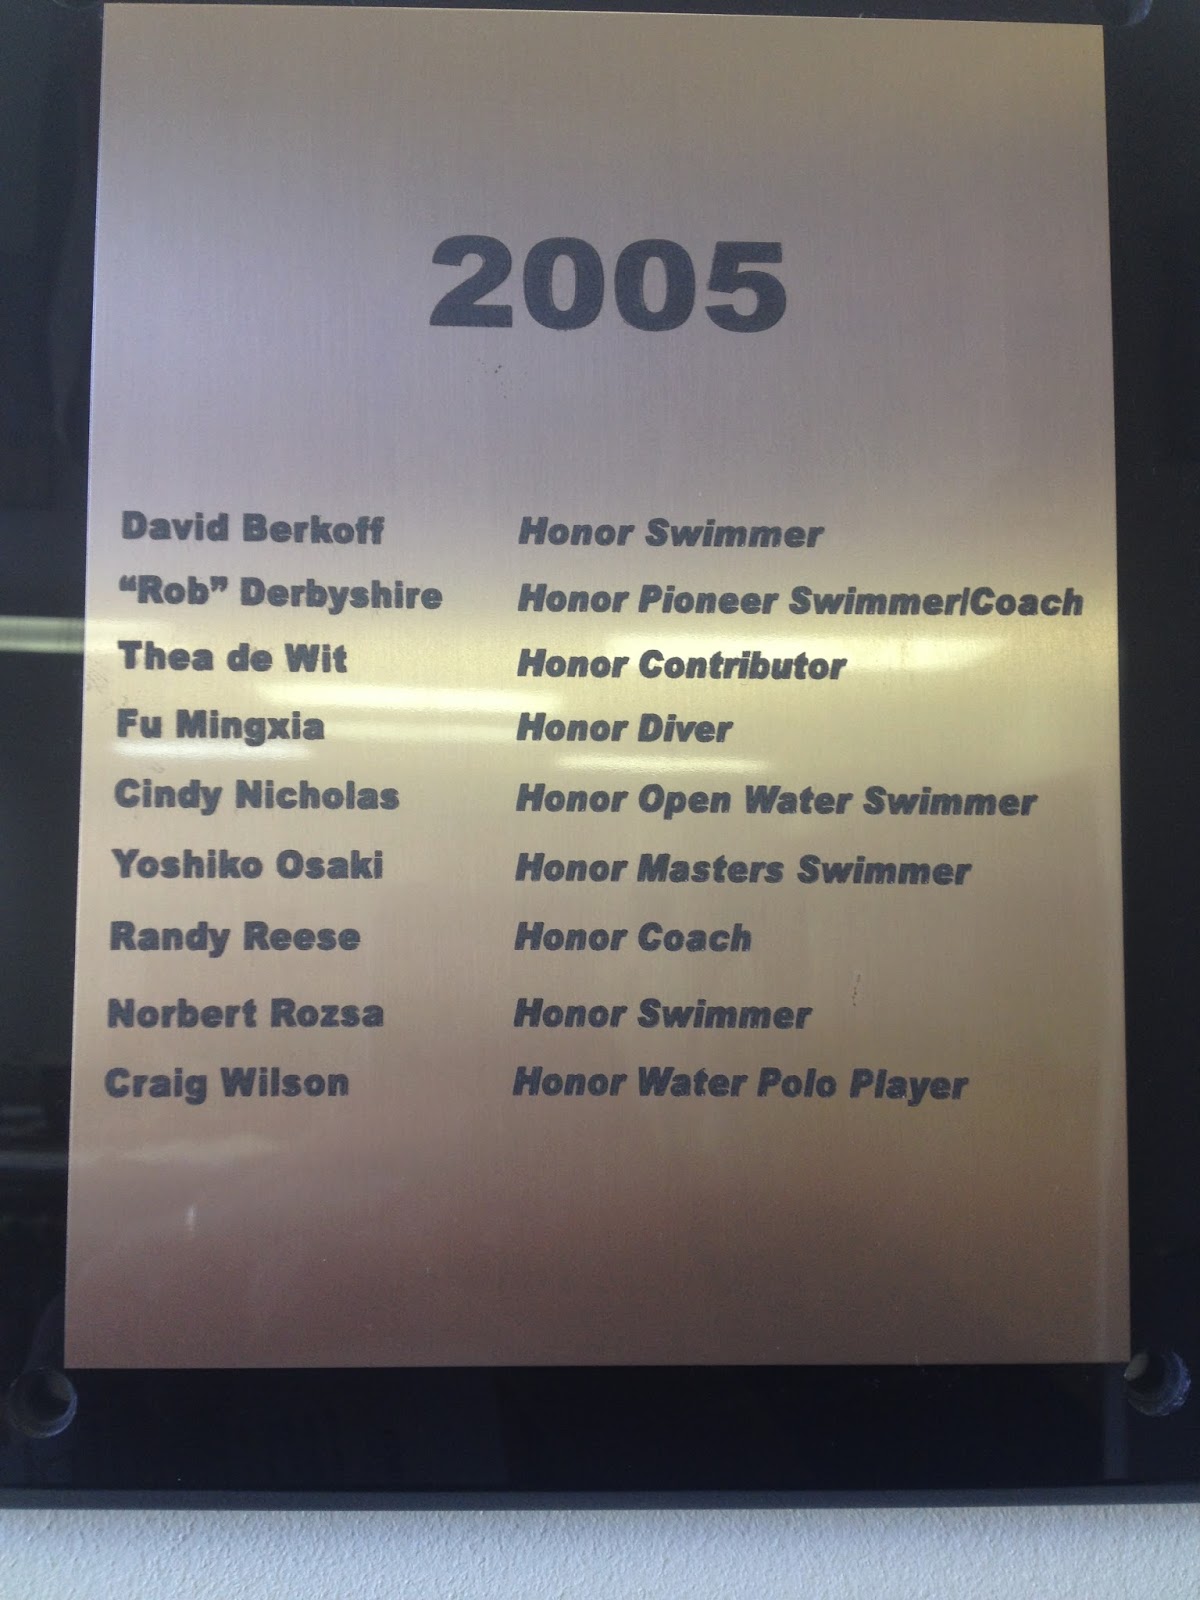 2005
David Berkoff Honor Swimmer
“Rob” Derbyshire Honor Pioneer Swimmer/Coach
Thea de Wit Honor Contributor
Fu Mingxia Honor Diver
Cindy Nicholas Honor Open Water Swimmer
Yoshiko Osaki Honor Masters Swimmer
Randy Reese Honor Coach
Norbert Rozsa Honor Swimmer
Craig Wilson Honor Water Polo Player